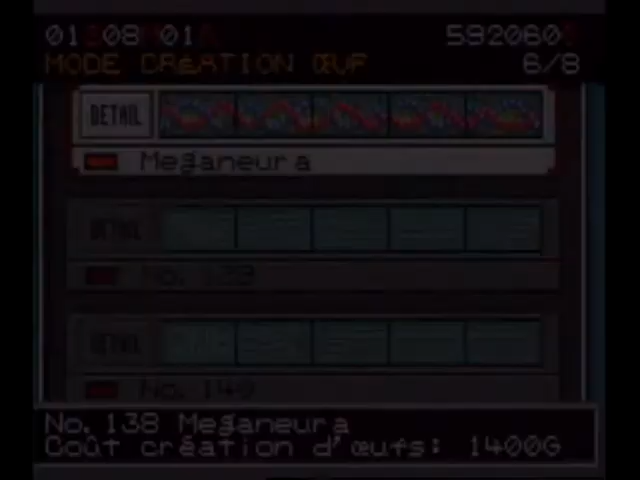 01 08 01
592060
MODE CRéATION ŒUF
6/8
DETAIL
Meganeura
DETAIL
No. 139
DETAIL
No. 140
No. 138 Meganeura
Coût création d'œufs: 1400G